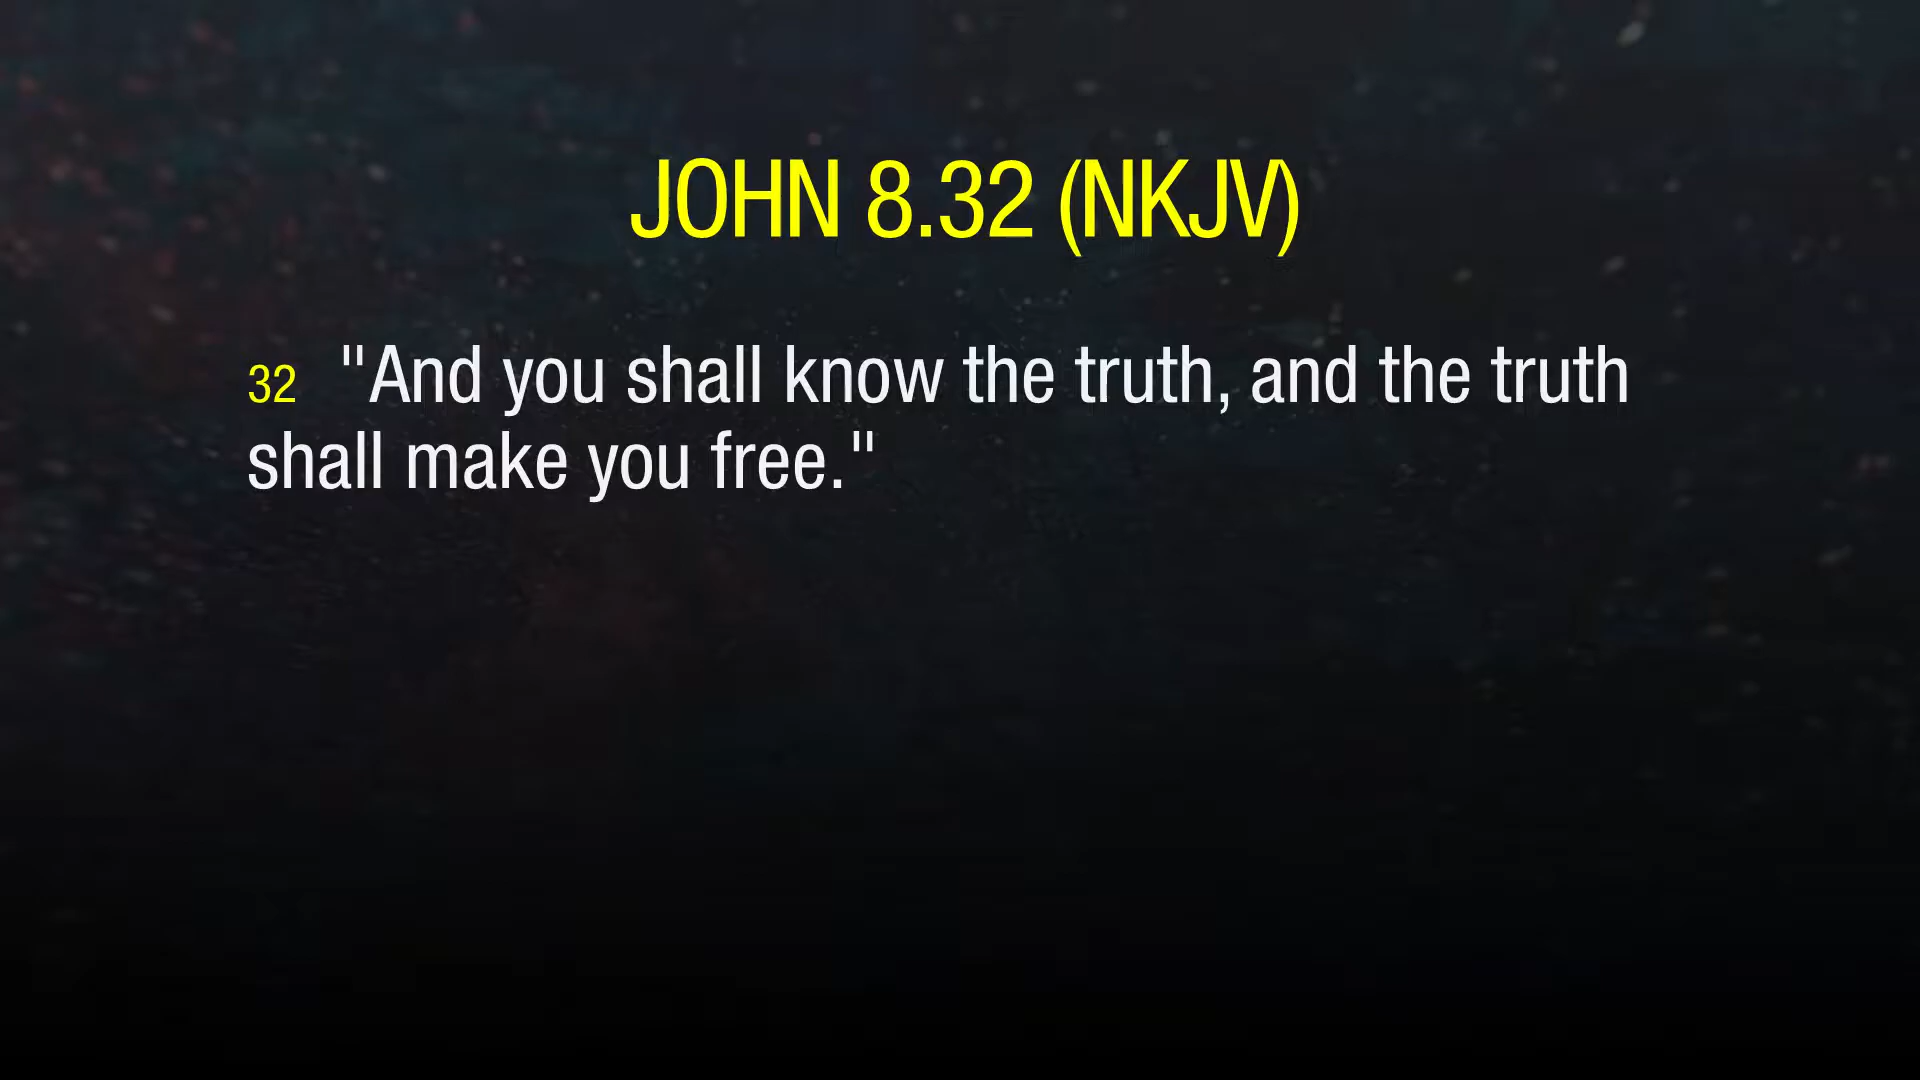 JOHN 8.32 (NKJV)
32 "And you shall know the truth, and the truth
shall make you free."